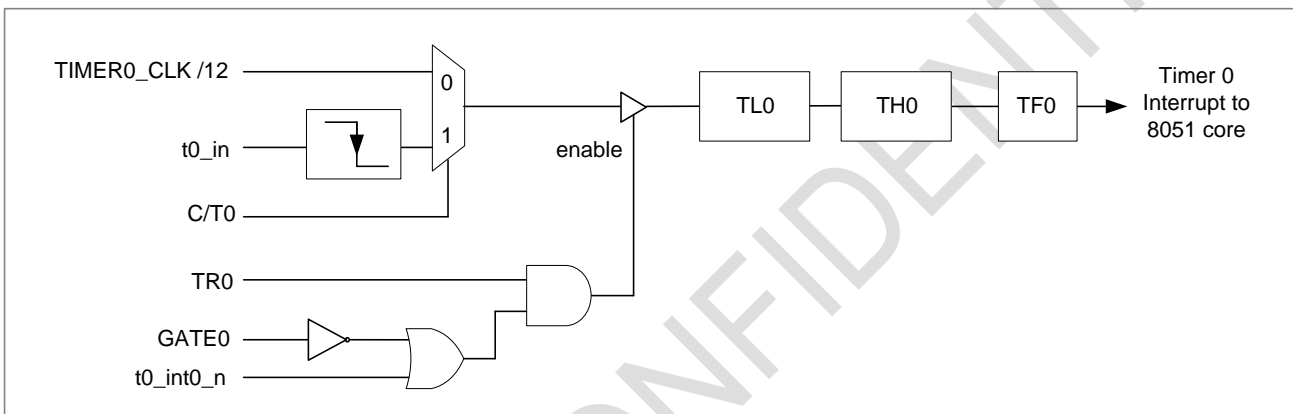 TIMER0_CLK /12
0
t0_in
1
C/T0
enable
TL0
TH0
TF0
Timer 0
Interrupt to
8051 core
TR0
GATE0
t0_int0_n
ONFIDENT